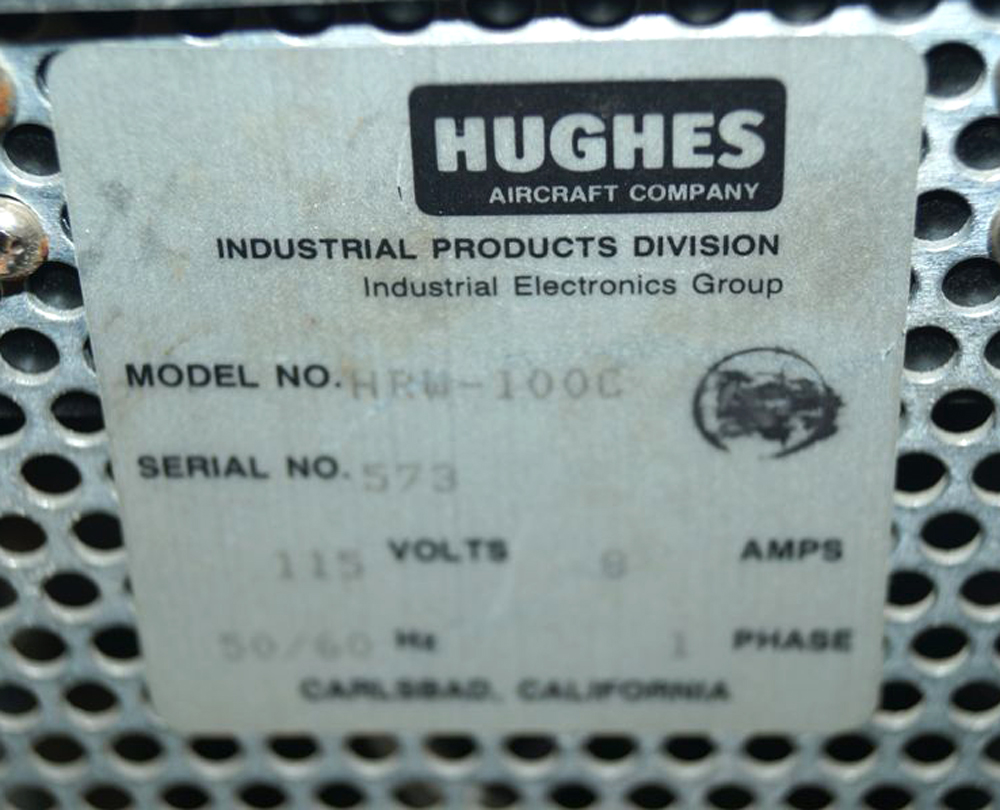 HUGHES
AIRCRAFT COMPANY
INDUSTRIAL PRODUCTS DIVISION
Industrial Electronics Group
MODEL NO. HRW-100C
SERIAL NO. 573
115 VOLTS 8 AMPS
50/60 Hz 1 PHASE
CARLSBAD, CALIFORNIA